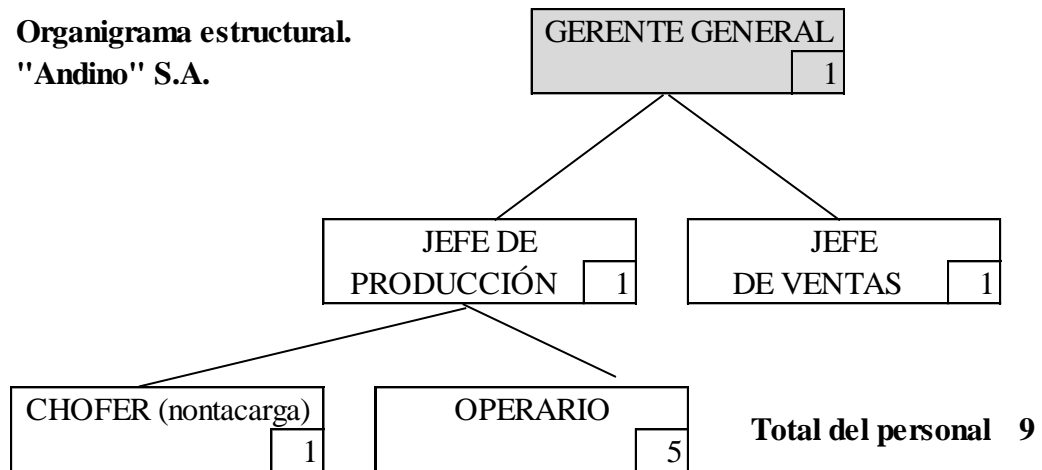 Organigrama estructural.
"Andino" S.A.
GERENTE GENERAL
1
JEFE DE
PRODUCCIÓN 1
JEFE
DE VENTAS 1
CHOFER (nontacarga)
1
OPERARIO
5
Total del personal 9